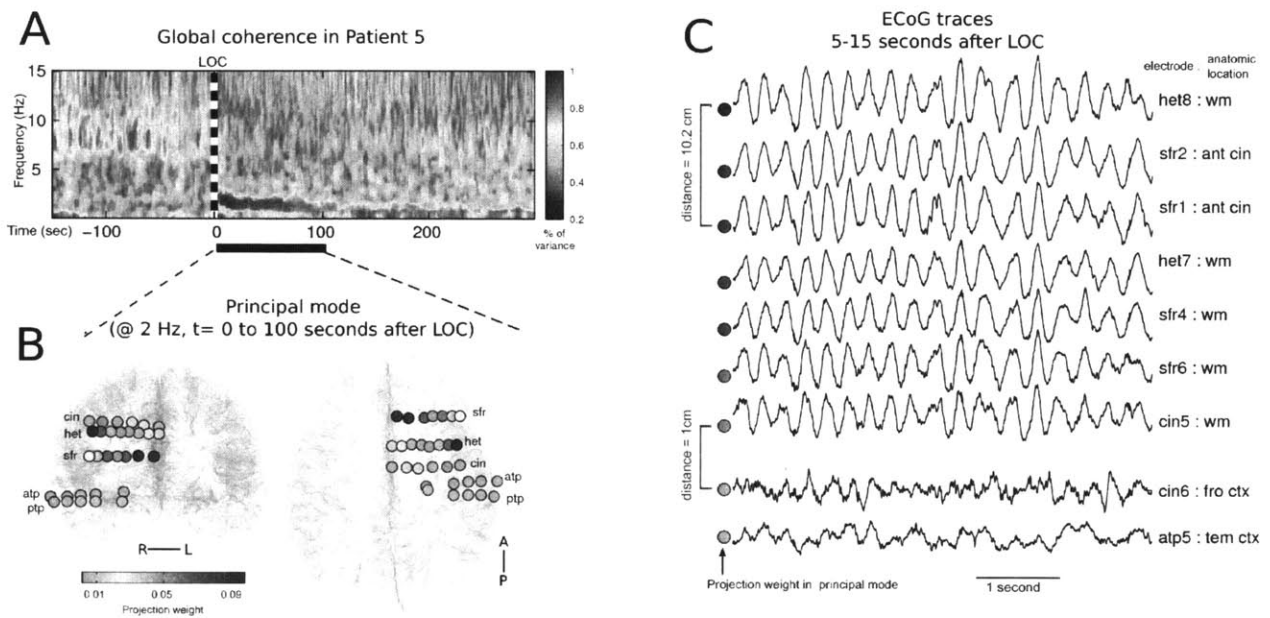 A
Global coherence in Patient 5
LOC
15
10
5
Frequency (Hz)
Time (sec)
−100
0
100
200
1
0.8
0.6
0.4
0.2
% of
variance
Principal mode
(@ 2 Hz, t= 0 to 100 seconds after LOC)
B
cin
het
sfr
atp
ptp
R
L
0.01
0.05
0.09
Projection weight
sfr
het
cin
atp
ptp
A
P
C
ECoG traces
5-15 seconds after LOC
electrode . anatomic
location
het8 : wm
sfr2 : ant cin
sfr1 : ant cin
het7 : wm
sfr4 : wm
sfr6 : wm
cin5 : wm
cin6 : fro ctx
atp5 : tem ctx
distance = 10.2 cm
distance = 1cm
Projection weight in principal mode
1 second